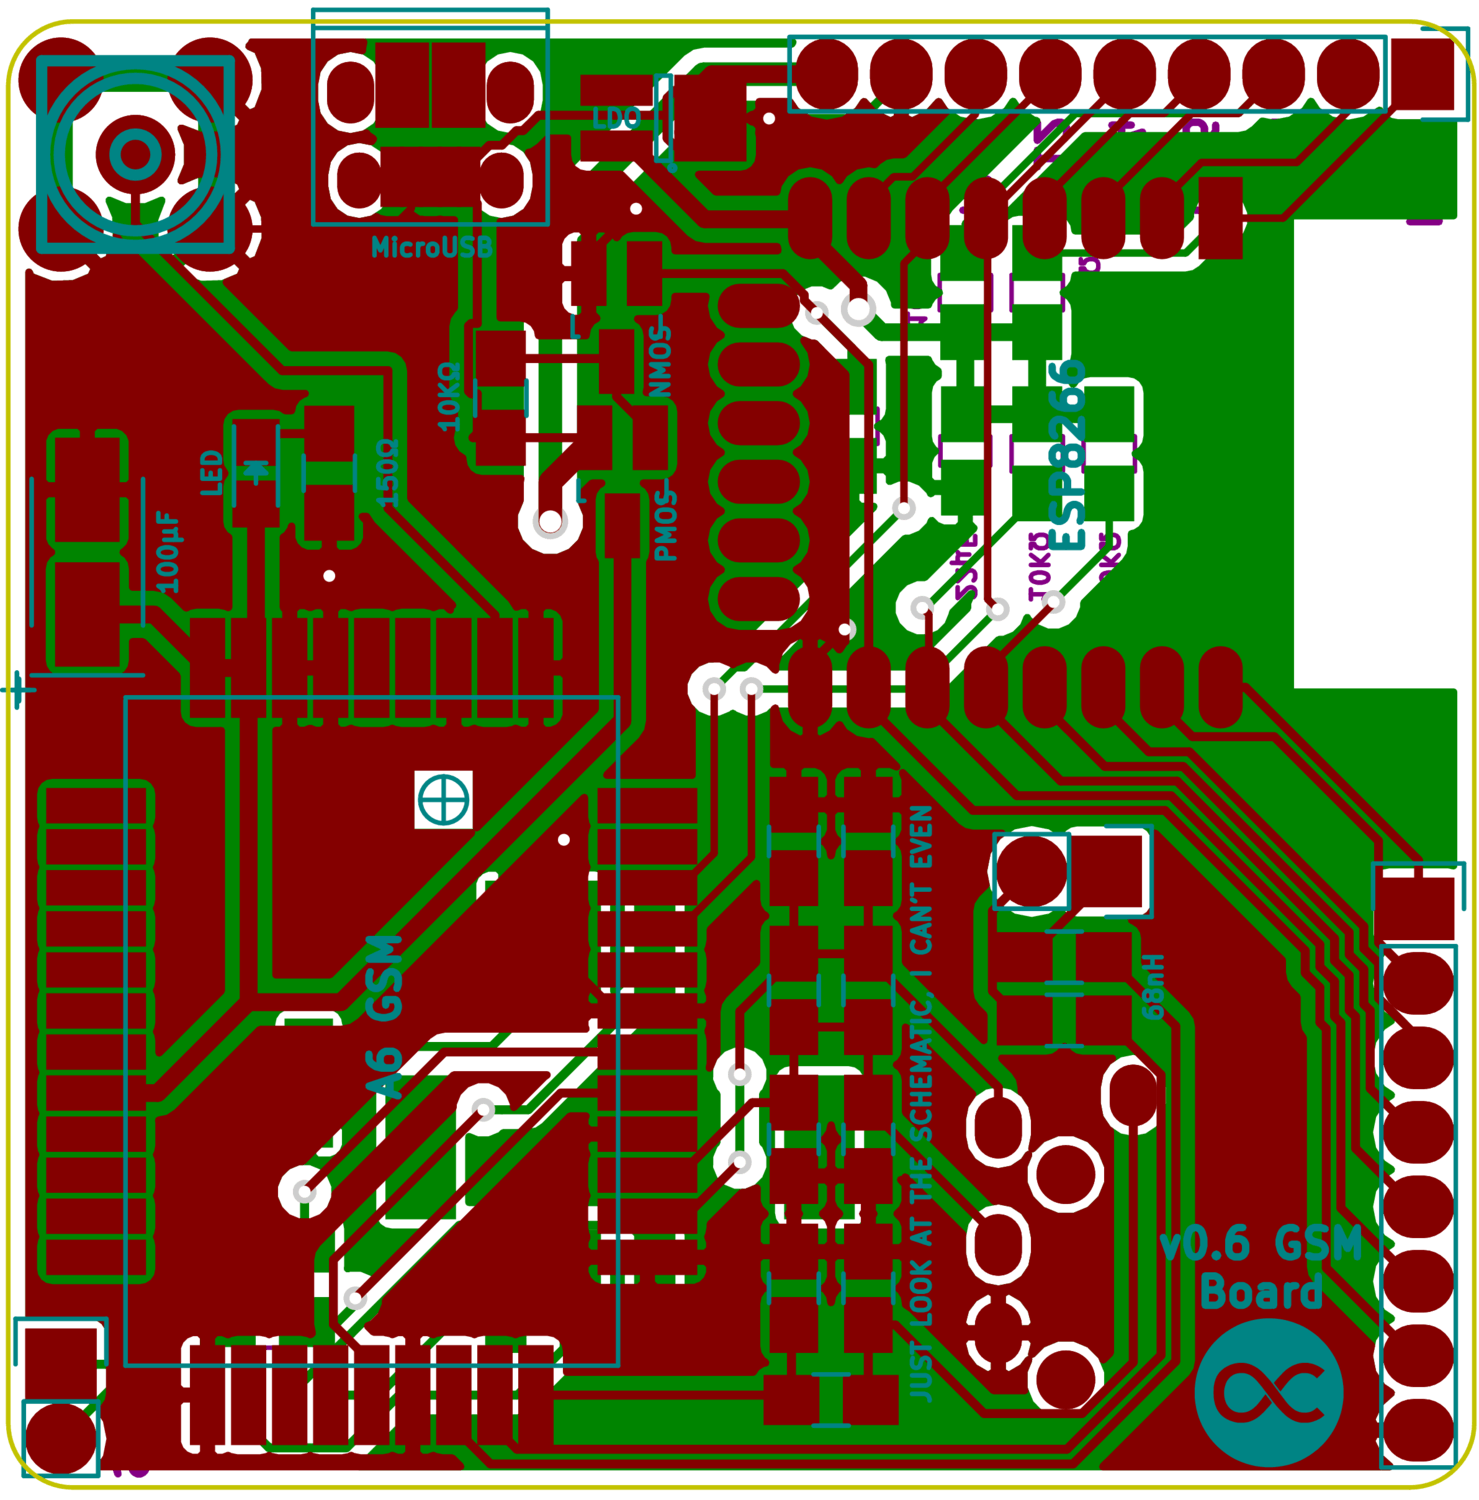 LDO
MicroUSB
10KΩ
NMOS
LED
150Ω
100μF
PMOS
ESP8266
10KΩ
A6 GSM
JUST LOOK AT THE SCHEMATIC, I CAN'T EVEN
68nH
v0.6 GSM
Board